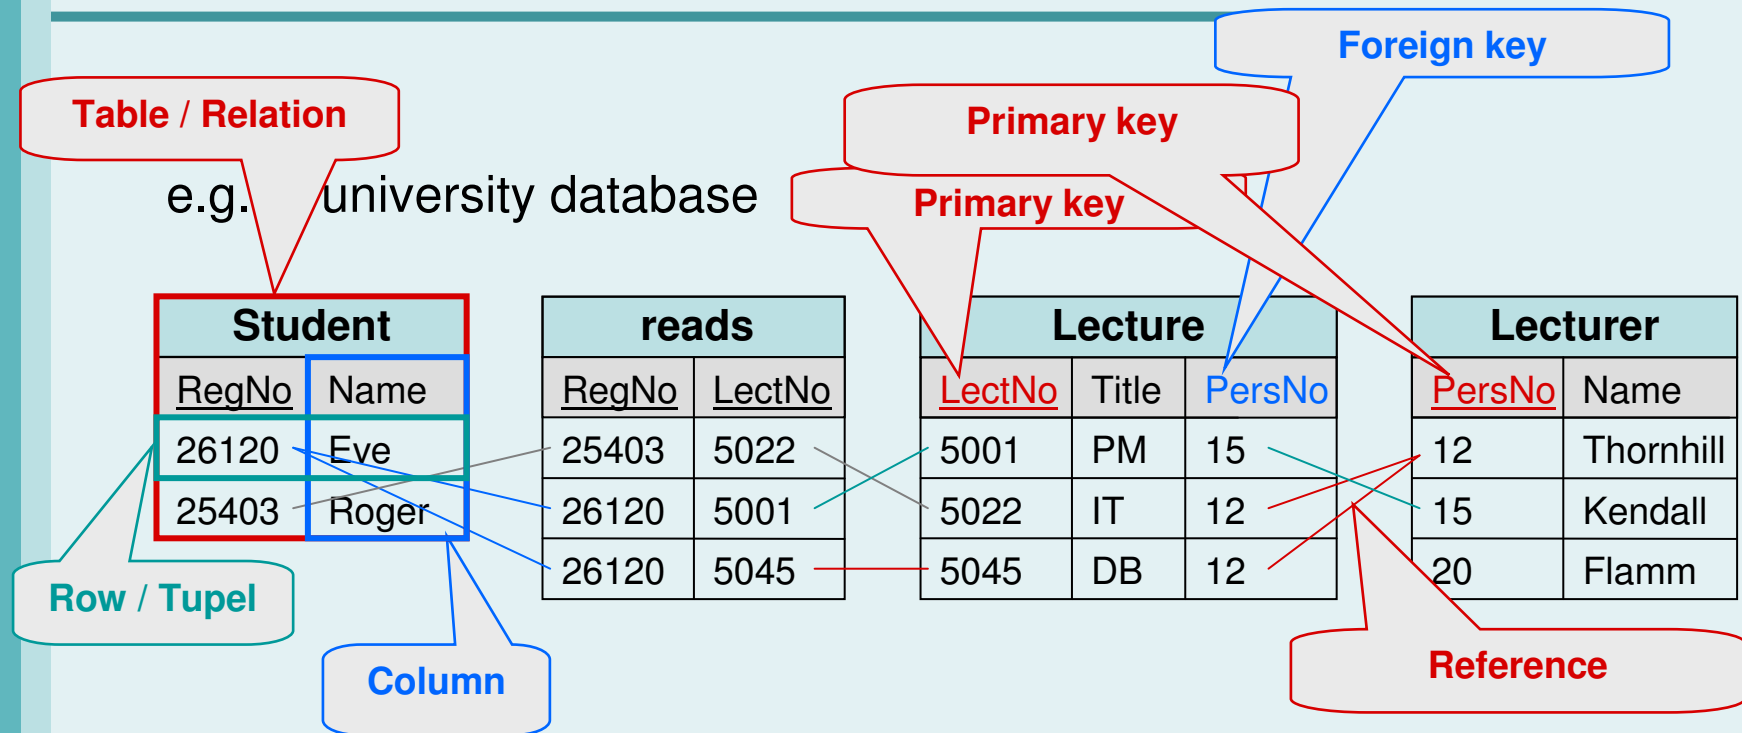 Foreign key
Table / Relation
Primary key
e.g. university database
Primary key
Student
reads
Lecture
Lecturer
RegNo Name
RegNo LectNo
LectNo Title PersNo
PersNo Name
26120 Eve
25403 5022
5001 PM 15
12 Thornhill
25403 Roger
26120 5001
5022 IT 12
15 Kendall
26120 5045
5045 DB 12
20 Flamm
Row / Tupel
Column
Reference